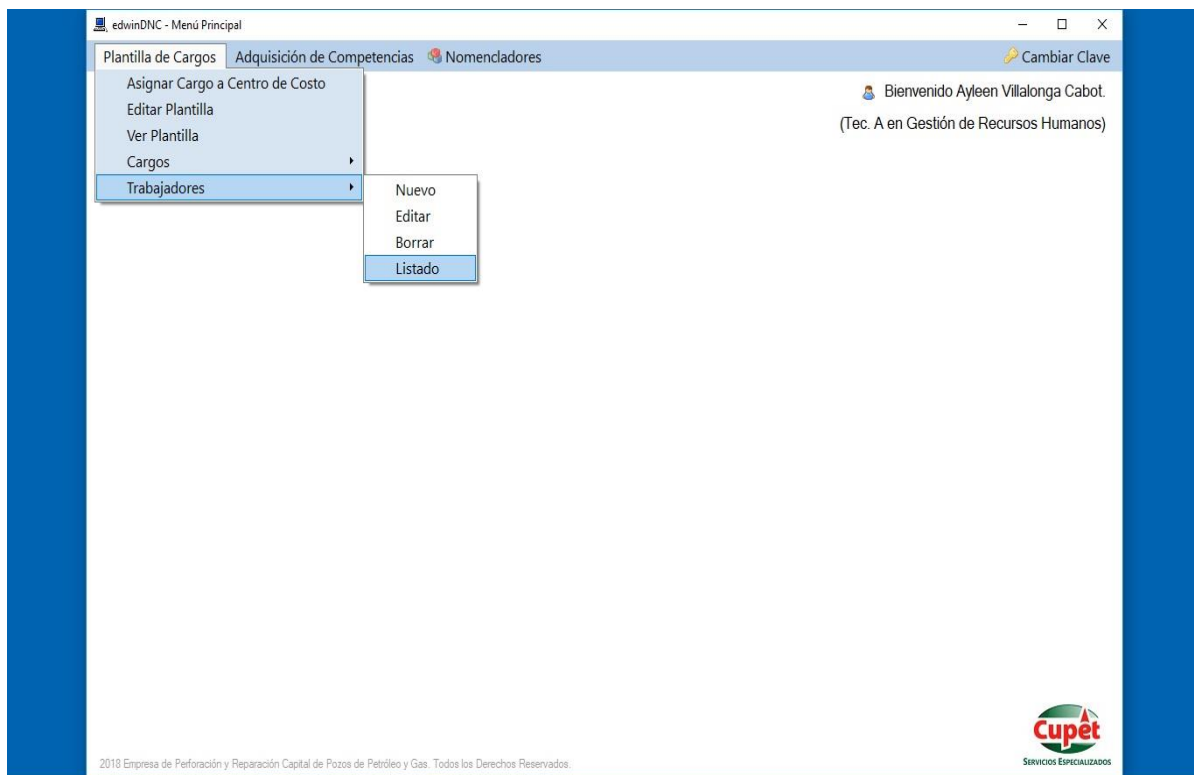 edwinDNC - Menú Principal
Plantilla de Cargos Adquisición de Competencias Nomencladores Cambiar Clave
Asignar Cargo a Centro de Costo
Editar Plantilla
Ver Plantilla
Cargos
Trabajadores
Nuevo
Editar
Borrar
Listado
Bienvenido Ayleen Villalonga Cabot.
(Tec. A en Gestión de Recursos Humanos)
Cupet
SERVICIOS ESPECIALIZADOS
2018 Empresa de Perforación y Reparación Capital de Pozos de Petróleo y Gas. Todos los Derechos Reservados.